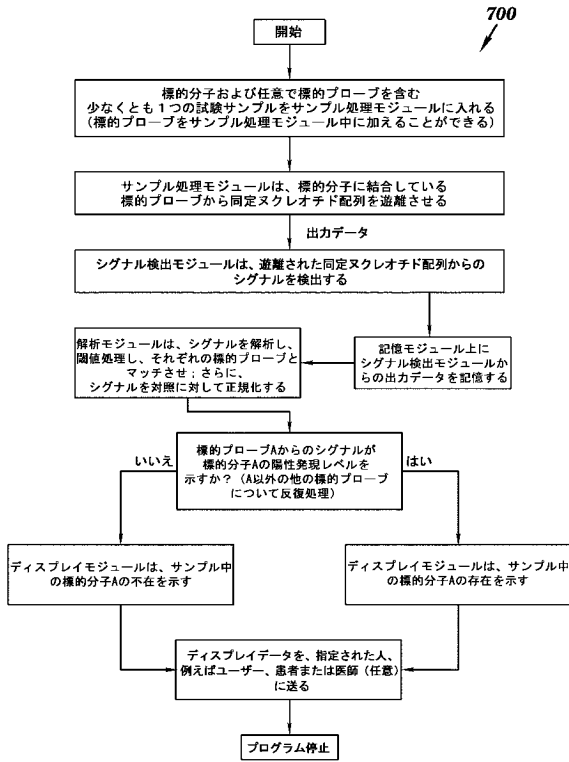 700
開始
標的分子および任意で標的プローブを含む
少なくとも１つの試験サンプルをサンプル処理モジュールに入れる
（標的プローブをサンプル処理モジュール中に加えることができる）
サンプル処理モジュールは、標的分子に結合している
標的プローブから同定ヌクレオチド配列を遊離させる
出力データ
シグナル検出モジュールは、遊離された同定ヌクレオチド配列からの
シグナルを検出する
記憶モジュール上に
シグナル検出モジュールか
らの出力データを記憶する
解析モジュールは、シグナルを解析し、
閾値処理し、それぞれの標的プローブと
マッチさせ；さらに、
シグナルを対照に対して正規化する
標的プローブAからのシグナルが
標的分子Aの陽性発現レベルを
示すか？（A以外の他の標的プローブ
について反復処理）
いいえ
はい
ディスプレイモジュールは、サンプル中
の標的分子Aの不在を示す
ディスプレイモジュールは、サンプル中
の標的分子Aの存在を示す
ディスプレイデータを、指定された人、
例えばユーザー、患者または医師（任意）
に送る
プログラム停止